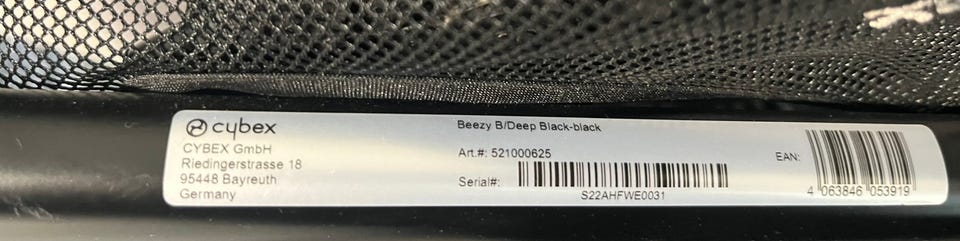 cybex
CYBEX GmbH
Riedingerstrasse 18
95448 Bayreuth
Germany
Beezy B/Deep Black-black
Art.#: 521000625
Serial#:
S22AHFWE0031
EAN:
4 063846 053919